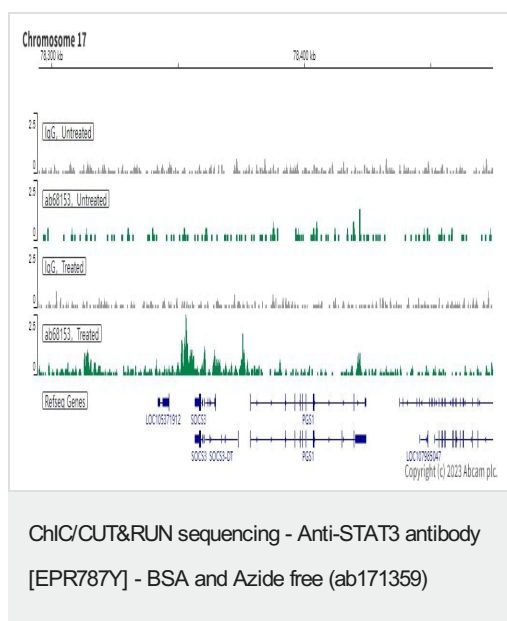 Chromosome 17
78,300 kb 78,400 kb
2.5
IgG, Untreated
0
2.5
ab68153, Untreated
0
2.5
IgG, Treated
0
2.5
ab68153, Treated
0
Refseq Genes
LOC105371912 SOCS3 PGS1
SOCS3 SOCS3-DT PGS1 LOC107985047
Copyright (c) 2023 Abcam plc.
ChIC/CUT&RUN sequencing - Anti-STAT3 antibody
[EPR787Y] - BSA and Azide free (ab171359)